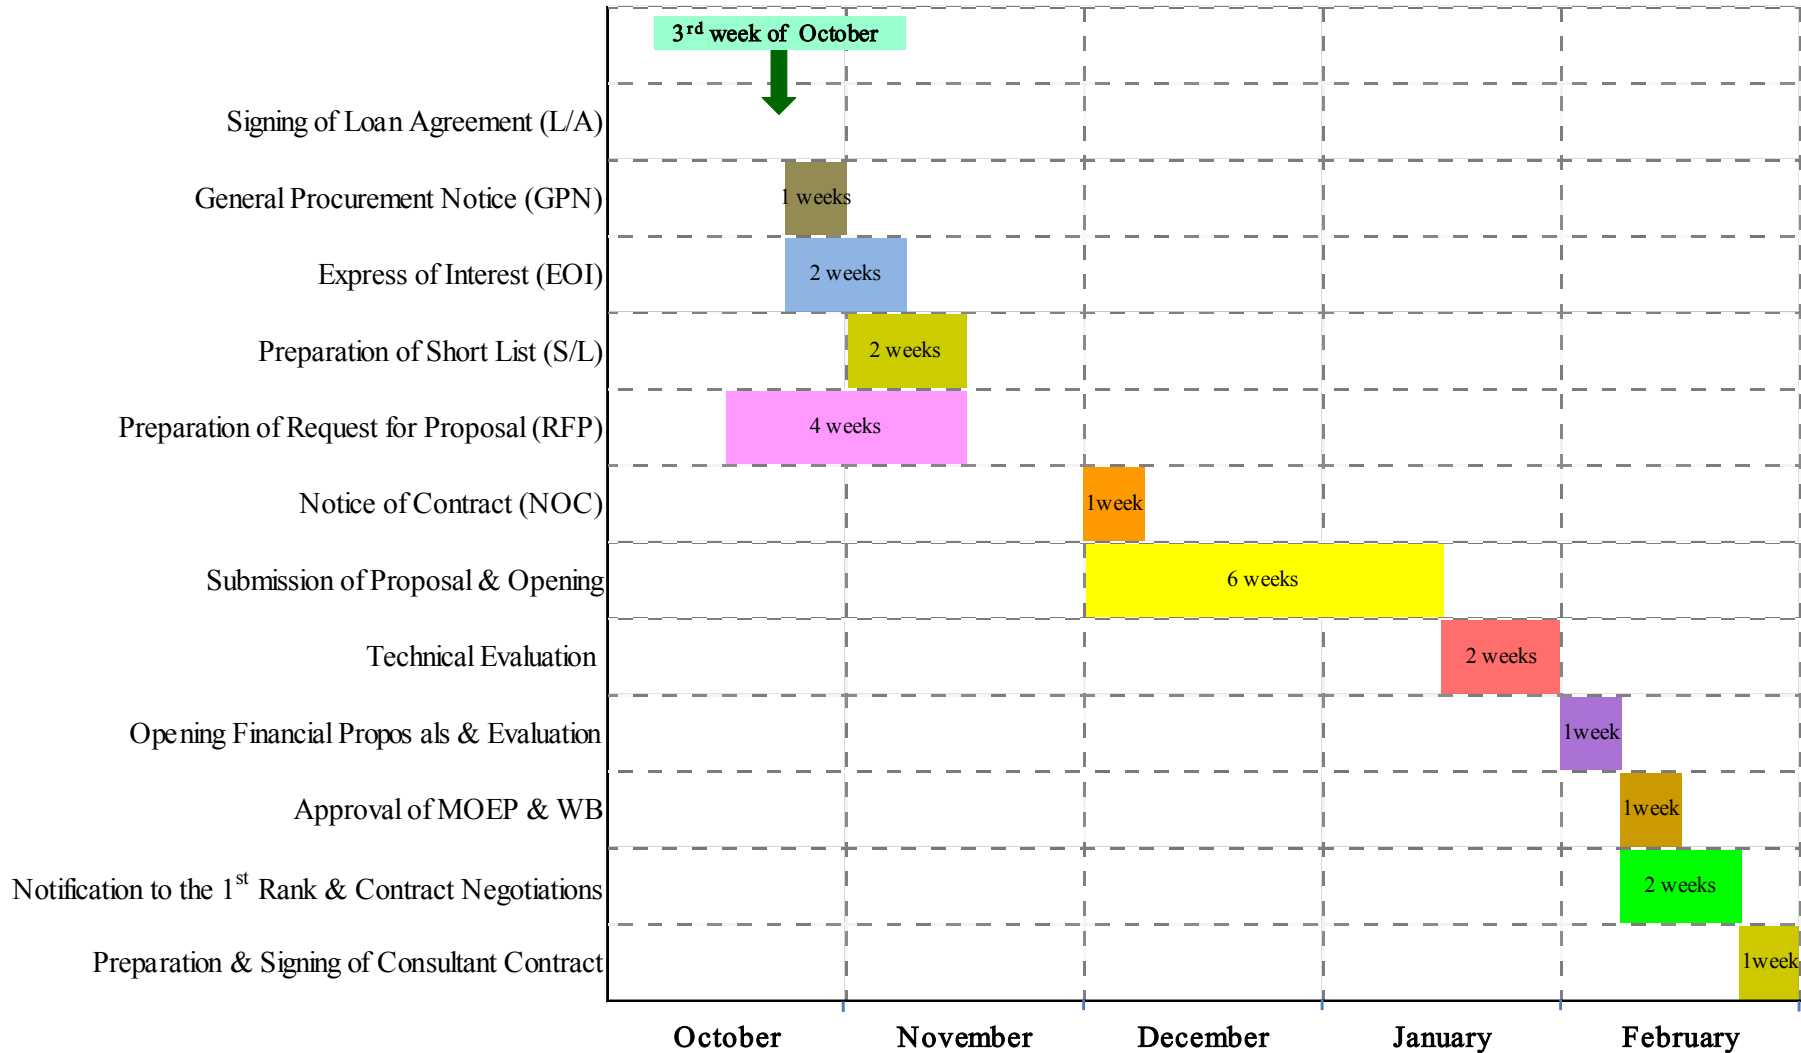 3rd week of October
Signing of Loan Agreement (L/A)
General Procurement Notice (GPN)
1 weeks
Express of Interest (EOI)
2 weeks
Preparation of Short List (S/L)
2 weeks
Preparation of Request for Proposal (RFP)
4 weeks
Notice of Contract (NOC)
1week
Submission of Proposal & Opening
6 weeks
Technical Evaluation
2 weeks
Opening Financial Propos als & Evaluation
1week
Approval of MOEP & WB
1week
Notification to the 1st Rank & Contract Negotiations
2 weeks
Preparation & Signing of Consultant Contract
1week
October November December January February